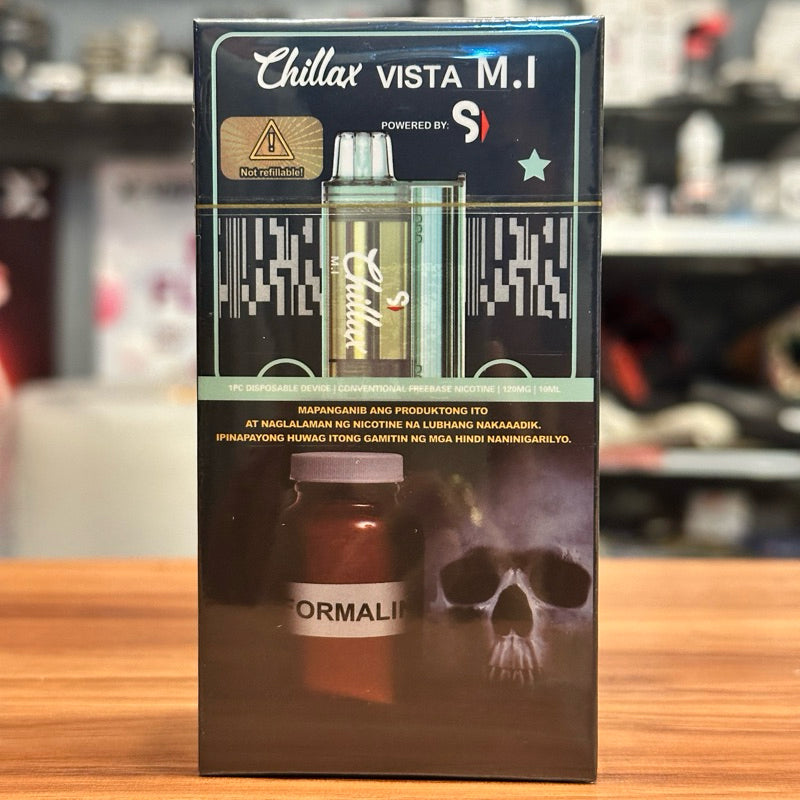 Chillax VISTA M.I
POWERED BY:
Not refillable!
Chillax
M.I
1PC DISPOSABLE DEVICE | CONVENTIONAL FREEBASE NICOTINE | 120MG | 10ML
MAPANGANIB ANG PRODUKTONG ITO
AT NAGLALAMAN NG NICOTINE NA LUBHANG NAKAAADIK.
IPINAPAYONG HUWAG ITONG GAMITIN NG MGA HINDI NANINIGARILYO.
FORMALIN